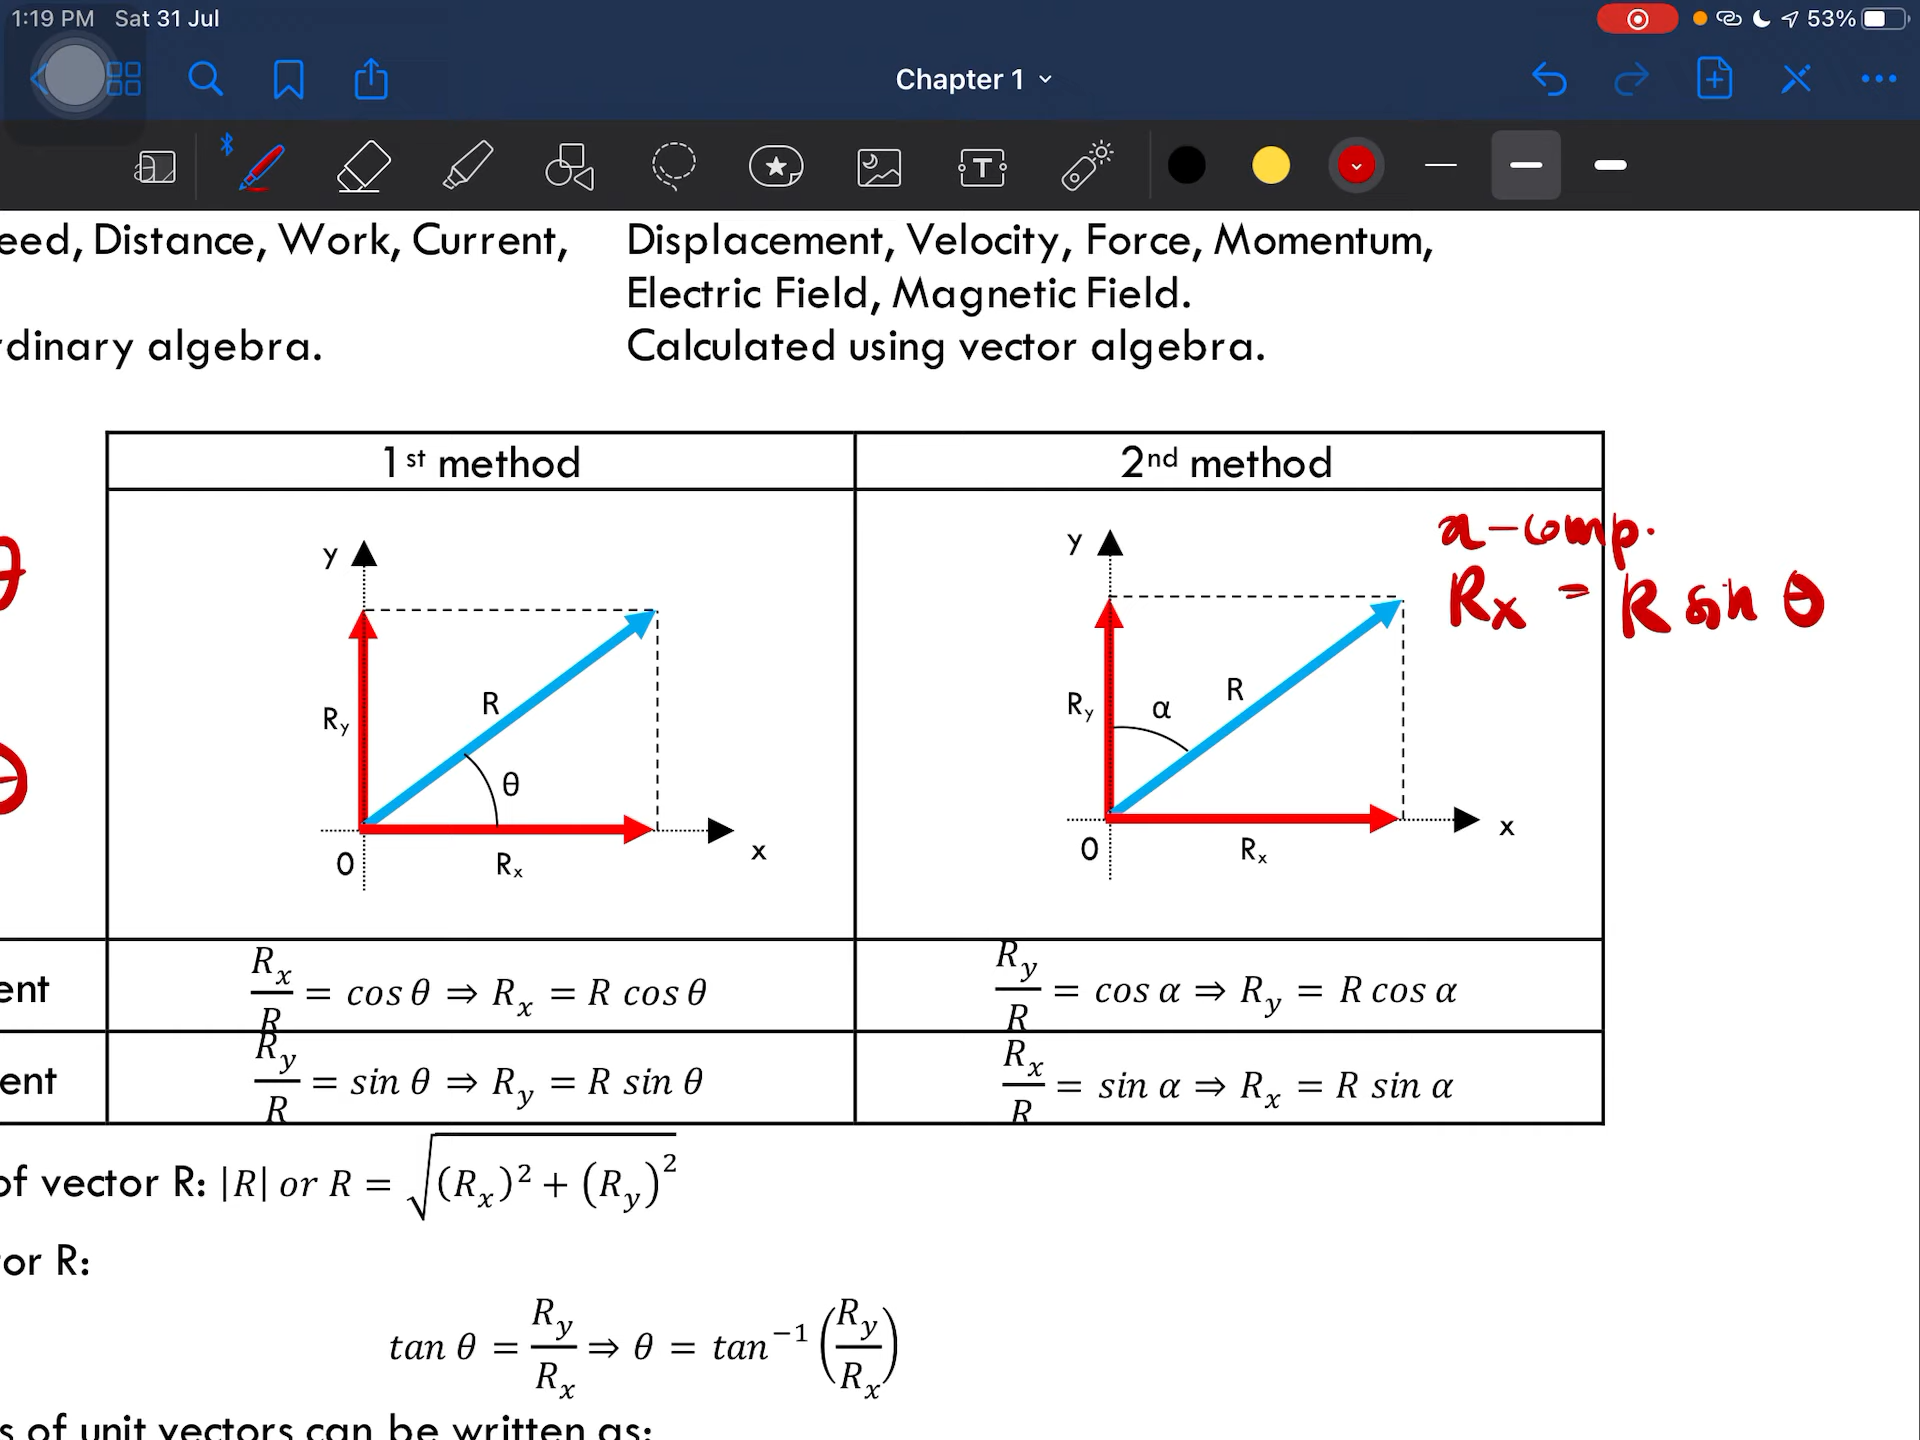 1:19 PM Sat 31 Jul
53%
Chapter 1
T
eed, Distance, Work, Current,
Displacement, Velocity, Force, Momentum,
Electric Field, Magnetic Field.
rdinary algebra.
Calculated using vector algebra.
1st method
2nd method
x-comp.
Rx = R sin θ
θ
θ
y
Ry
R
θ
0
Rx
x
y
Ry
α
R
0
Rx
x
ent
Rx/R = cos θ ⇒ Rx = R cos θ
Ry/R = cos α ⇒ Ry = R cos α
ent
Ry/R = sin θ ⇒ Ry = R sin θ
Rx/R = sin α ⇒ Rx = R sin α
of vector R: |R| or R = √(Rx)² + (Ry)²
or R:
tan θ = Ry/Rx ⇒ θ = tan⁻¹ (Ry/Rx)
s of unit vectors can be written as: